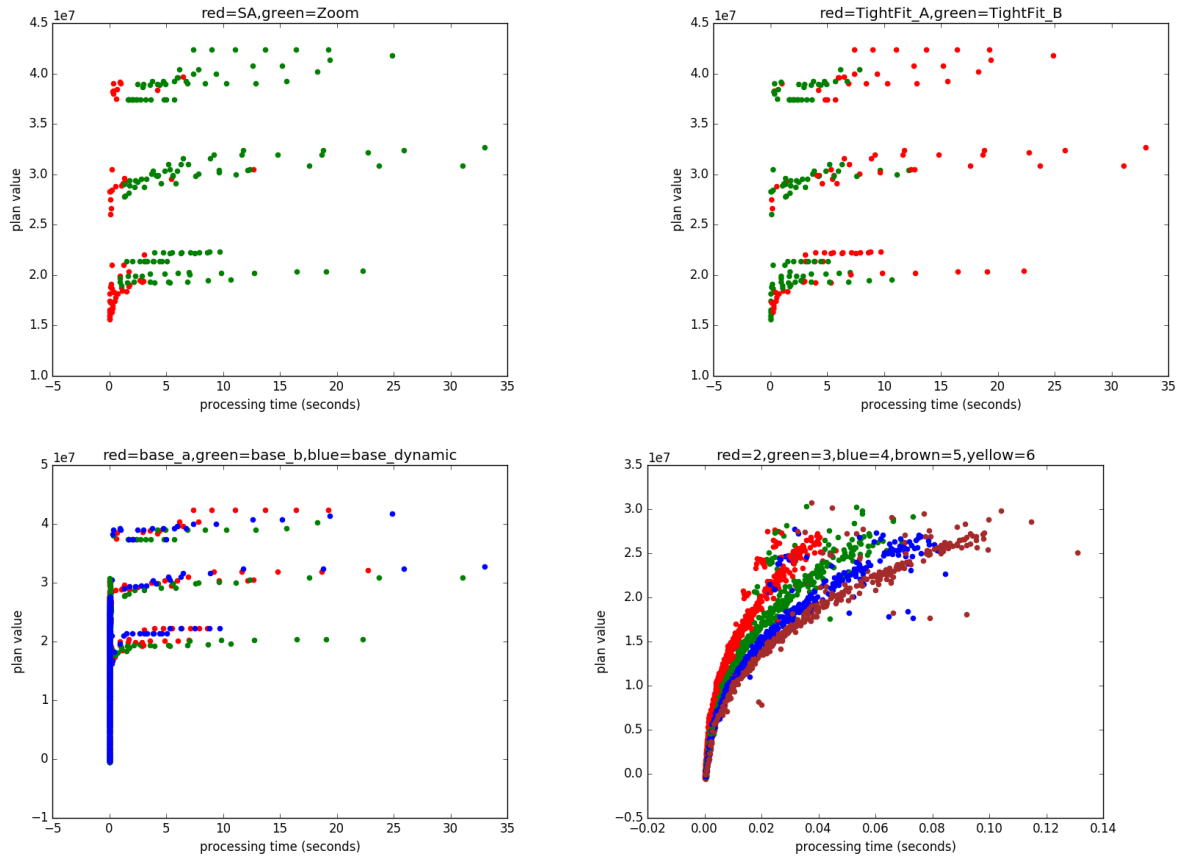 red=SA,green=Zoom
4.5 1e7
4.0
3.5
3.0
2.5
2.0
1.5
1.0
plan value
−5 0 5 10 15 20 25 30 35
processing time (seconds)
red=TightFit_A,green=TightFit_B
4.5 1e7
4.0
3.5
3.0
2.5
2.0
1.5
1.0
plan value
−5 0 5 10 15 20 25 30 35
processing time (seconds)
red=base_a,green=base_b,blue=base_dynamic
5 1e7
4
3
2
1
0
−1
plan value
−5 0 5 10 15 20 25 30 35
processing time (seconds)
red=2,green=3,blue=4,brown=5,yellow=6
3.5 1e7
3.0
2.5
2.0
1.5
1.0
0.5
0.0
−0.5
plan value
−0.02 0.00 0.02 0.04 0.06 0.08 0.10 0.12 0.14
processing time (seconds)